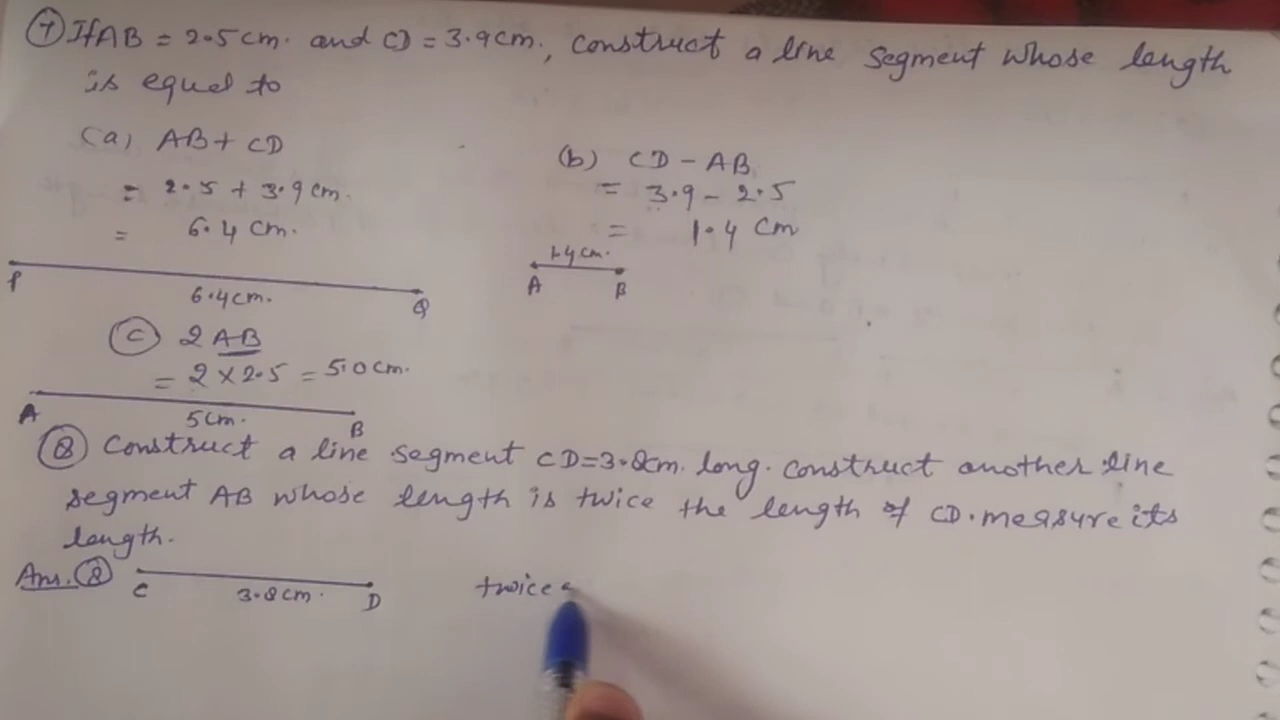 ⑦ If AB = 2.5 cm. and CD = 3.9 cm., construct a line segment whose length
is equal to
(a) AB + CD
= 2.5 + 3.9 cm.
= 6.4 cm.
P 6.4 cm. Q
(b) CD - AB
= 3.9 - 2.5
= 1.4 cm
1.4 cm.
A B
Ⓒ 2 AB
= 2 × 2.5 = 5.0 cm.
A 5 cm. B
⑧ Construct a line segment CD = 3.8 cm. long. construct another line
segment AB whose length is twice the length of CD. measure its
length.
Ans. ⑧ C 3.8 cm. D twice